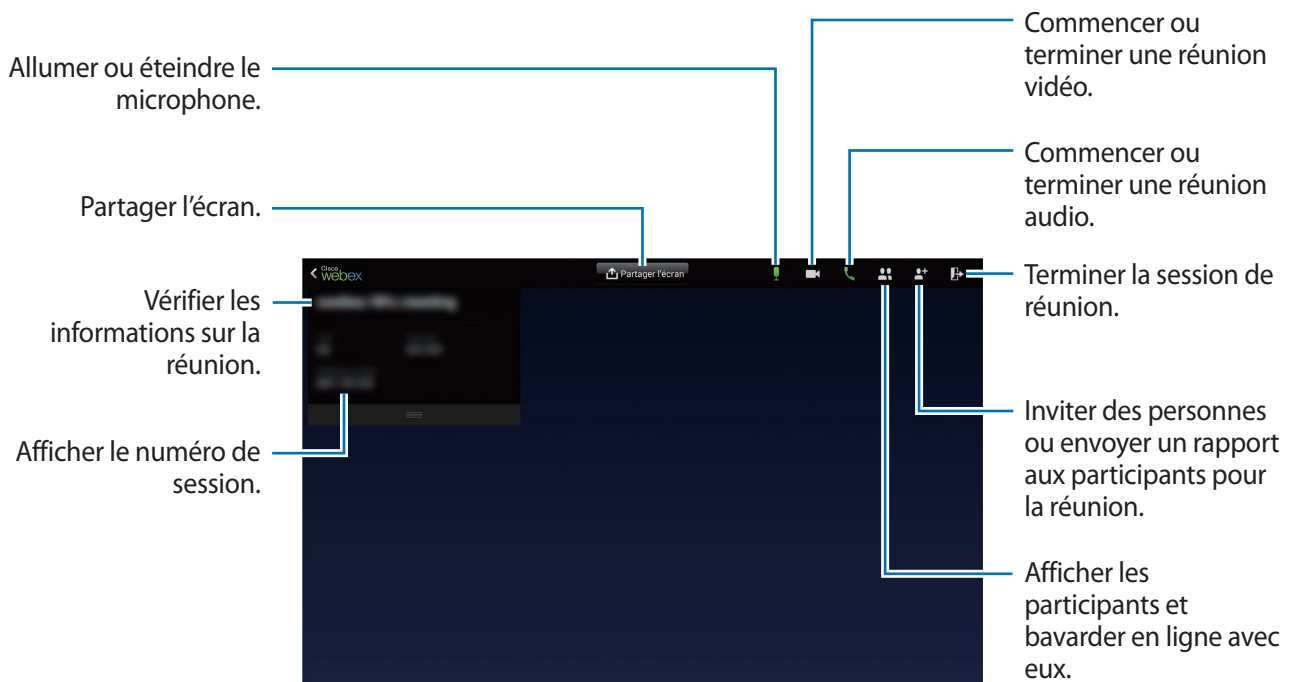 Allumer ou éteindre le
microphone.
Partager l’écran.
Vérifier les
informations sur la
réunion.
Afficher le numéro de
session.
Cisco
webex
Partager l'écran
Commencer ou
terminer une réunion
vidéo.
Commencer ou
terminer une réunion
audio.
Terminer la session de
réunion.
Inviter des personnes
ou envoyer un rapport
aux participants pour
la réunion.
Afficher les
participants et
bavarder en ligne avec
eux.